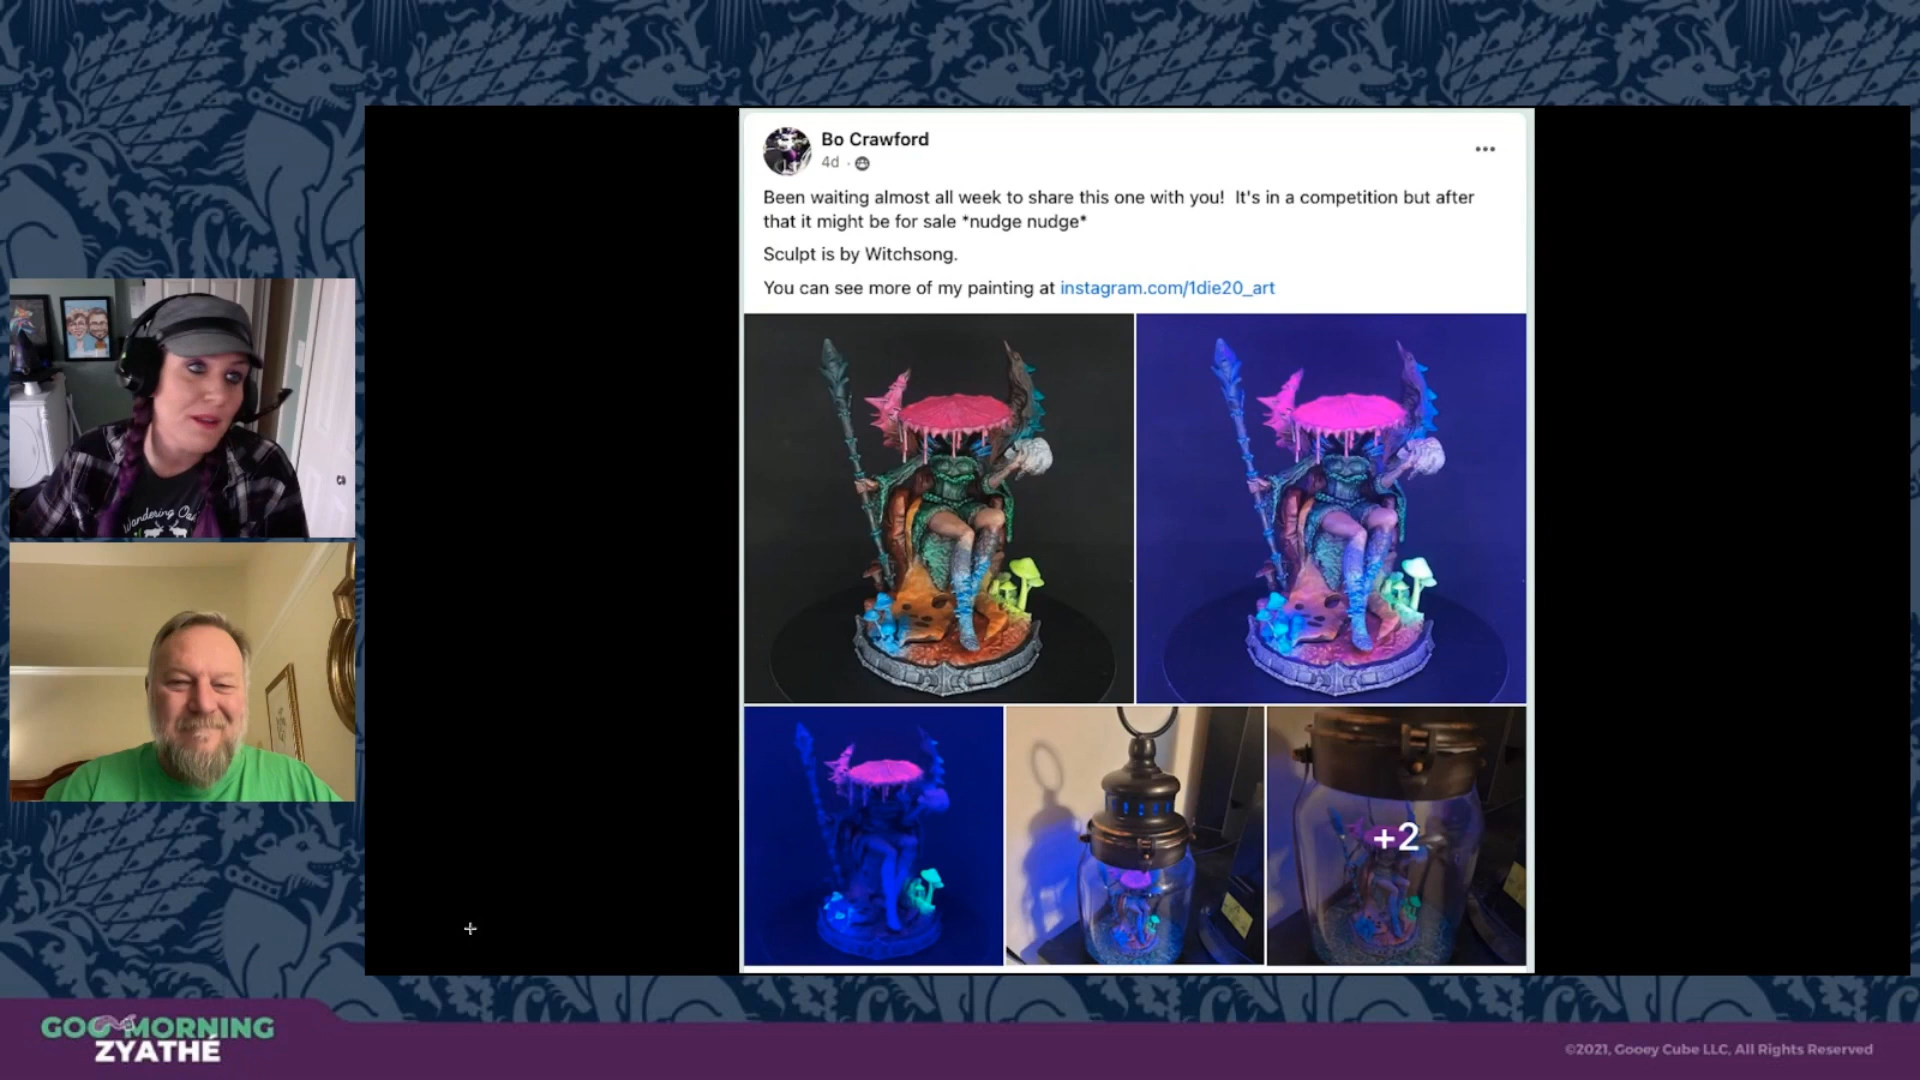 Bo Crawford
4d ·
Been waiting almost all week to share this one with you! It's in a competition but after
that it might be for sale *nudge nudge*
Sculpt is by Witchsong.
You can see more of my painting at instagram.com/1die20_art
Wandering
+2
MORNING
ZYATHÉ
©2021, Gooey Cube LLC, All Rights Reserved